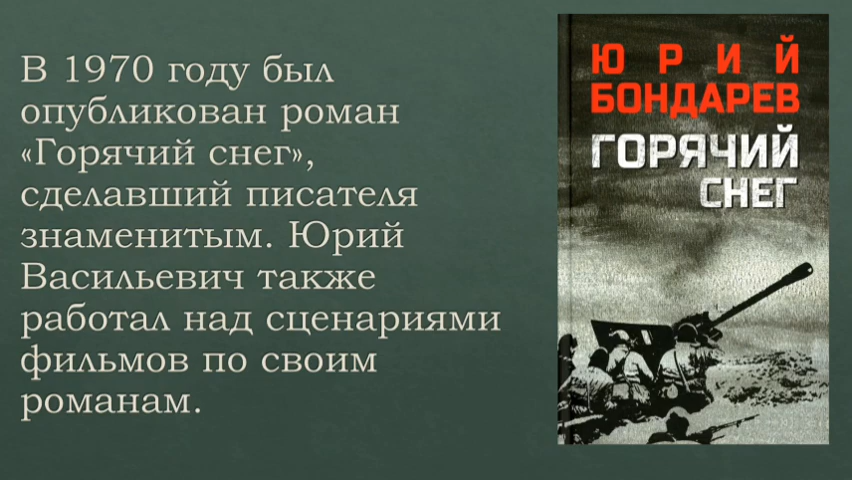 В 1970 году был
опубликован роман
«Горячий снег»,
сделавший писателя
знаменитым. Юрий
Васильевич также
работал над сценариями
фильмов по своим
романам.
ЮРИЙ
БОНДАРЕВ
ГОРЯЧИЙ
СНЕГ